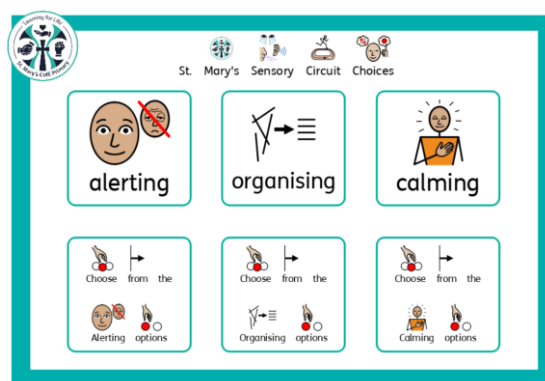 Learning for Life
St. Mary's CofE Primary
St. Mary's Sensory Circuit Choices
alerting
organising
calming
Choose from the
Alerting options
Choose from the
Organising options
Choose from the
Calming options